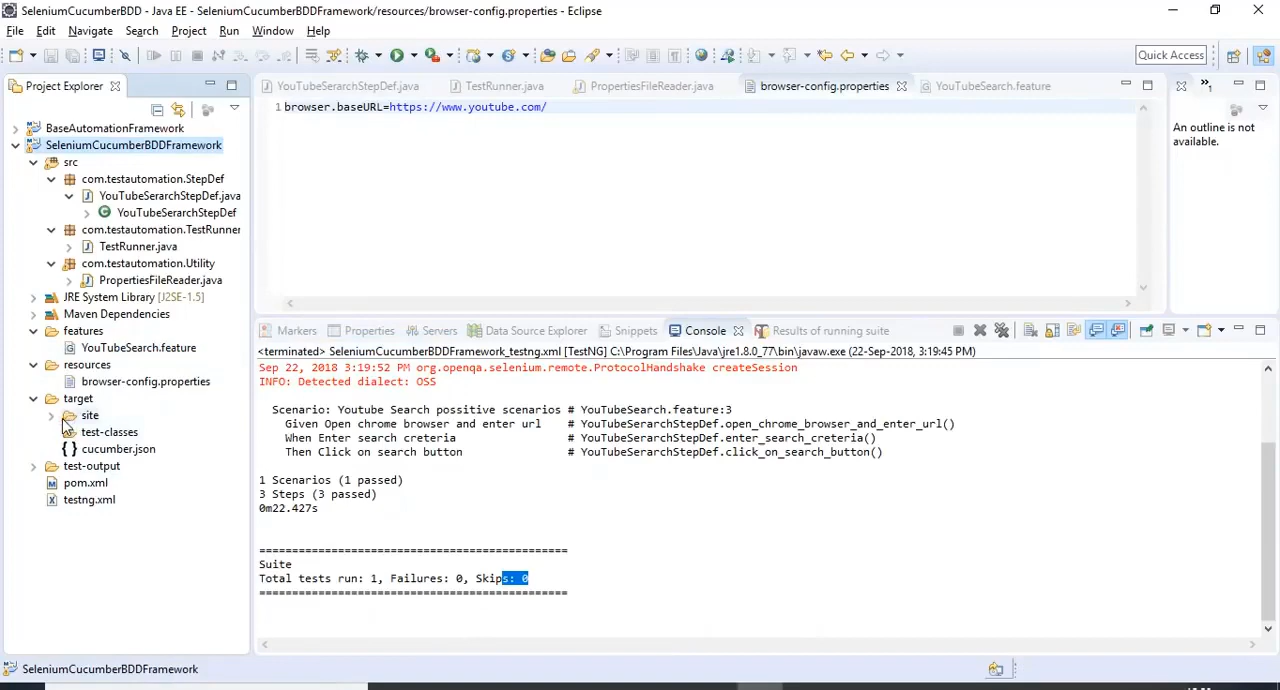 SeleniumCucumberBDD - Java EE - SeleniumCucumberBDDFramework/resources/browser-config.properties - Eclipse
File Edit Navigate Search Project Run Window Help
Quick Access
Project Explorer
BaseAutomationFramework
SeleniumCucumberBDDFramework
src
com.testautomation.StepDef
YouTubeSerarchStepDef.java
YouTubeSerarchStepDef
com.testautomation.TestRunner
TestRunner.java
com.testautomation.Utility
PropertiesFileReader.java
JRE System Library [J2SE-1.5]
Maven Dependencies
features
YouTubeSearch.feature
resources
browser-config.properties
target
site
test-classes
cucumber.json
test-output
pom.xml
testng.xml
YouTubeSerarchStepDef.java TestRunner.java PropertiesFileReader.java browser-config.properties YouTubeSearch.feature
1 browser.baseURL=https://www.youtube.com/
An outline is not
available.
Markers Properties Servers Data Source Explorer Snippets Console Results of running suite
<terminated> SeleniumCucumberBDDFramework_testng.xml [TestNG] C:\Program Files\Java\jre1.8.0_77\bin\javaw.exe (22-Sep-2018, 3:19:45 PM)
Sep 22, 2018 3:19:52 PM org.openqa.selenium.remote.ProtocolHandshake createSession
INFO: Detected dialect: OSS
Scenario: Youtube Search possitive scenarios # YouTubeSearch.feature:3
Given Open chrome browser and enter url # YouTubeSerarchStepDef.open_chrome_browser_and_enter_url()
When Enter search creteria # YouTubeSerarchStepDef.enter_search_creteria()
Then Click on search button # YouTubeSerarchStepDef.click_on_search_button()
1 Scenarios (1 passed)
3 Steps (3 passed)
0m22.427s
===============================================
Suite
Total tests run: 1, Failures: 0, Skips: 0
===============================================
SeleniumCucumberBDDFramework